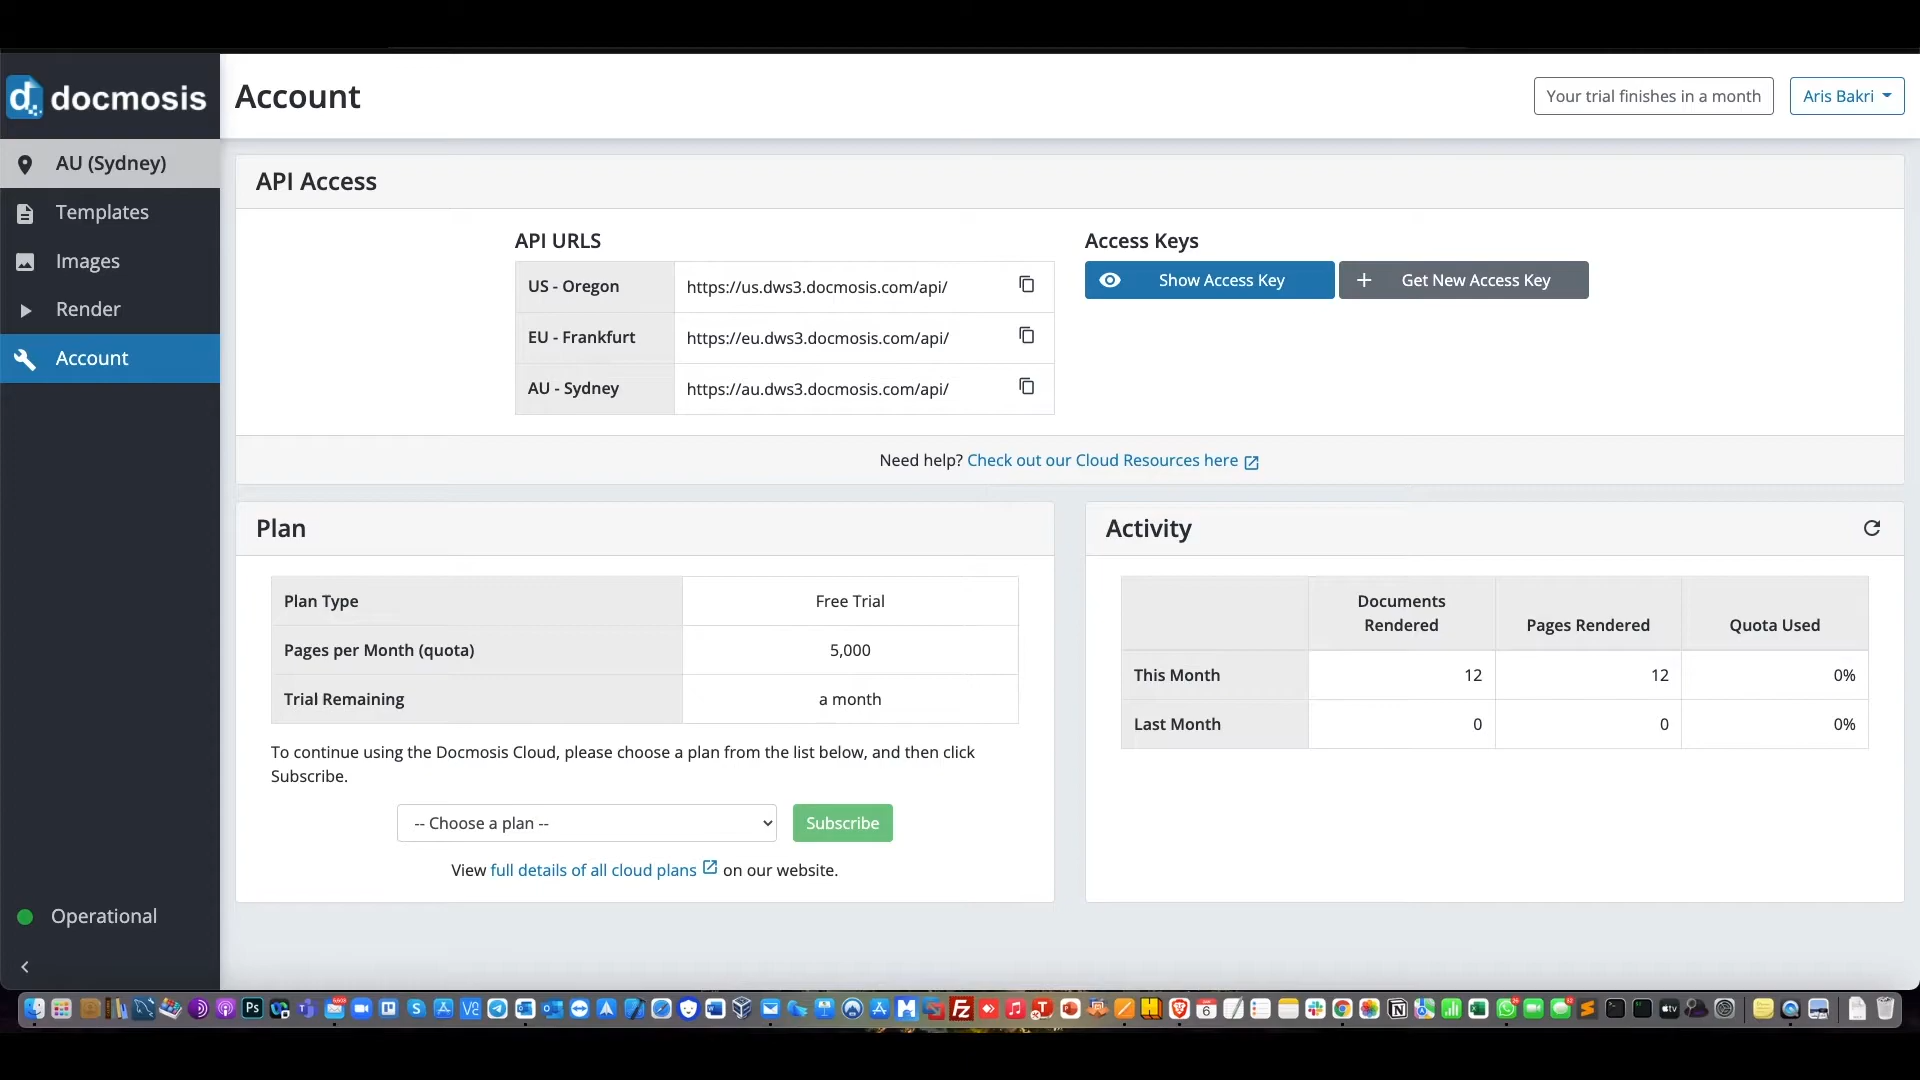 docmosis
Account
Your trial finishes in a month
Aris Bakri
AU (Sydney)
Templates
Images
Render
Account
API Access
API URLS
US - Oregon https://us.dws3.docmosis.com/api/
EU - Frankfurt https://eu.dws3.docmosis.com/api/
AU - Sydney https://au.dws3.docmosis.com/api/
Access Keys
Show Access Key
Get New Access Key
Need help? Check out our Cloud Resources here
Plan
Plan Type Free Trial
Pages per Month (quota) 5,000
Trial Remaining a month
To continue using the Docmosis Cloud, please choose a plan from the list below, and then click
Subscribe.
-- Choose a plan --
Subscribe
View full details of all cloud plans on our website.
Activity
Documents
Rendered
Pages Rendered
Quota Used
This Month 12 12 0%
Last Month 0 0 0%
Operational